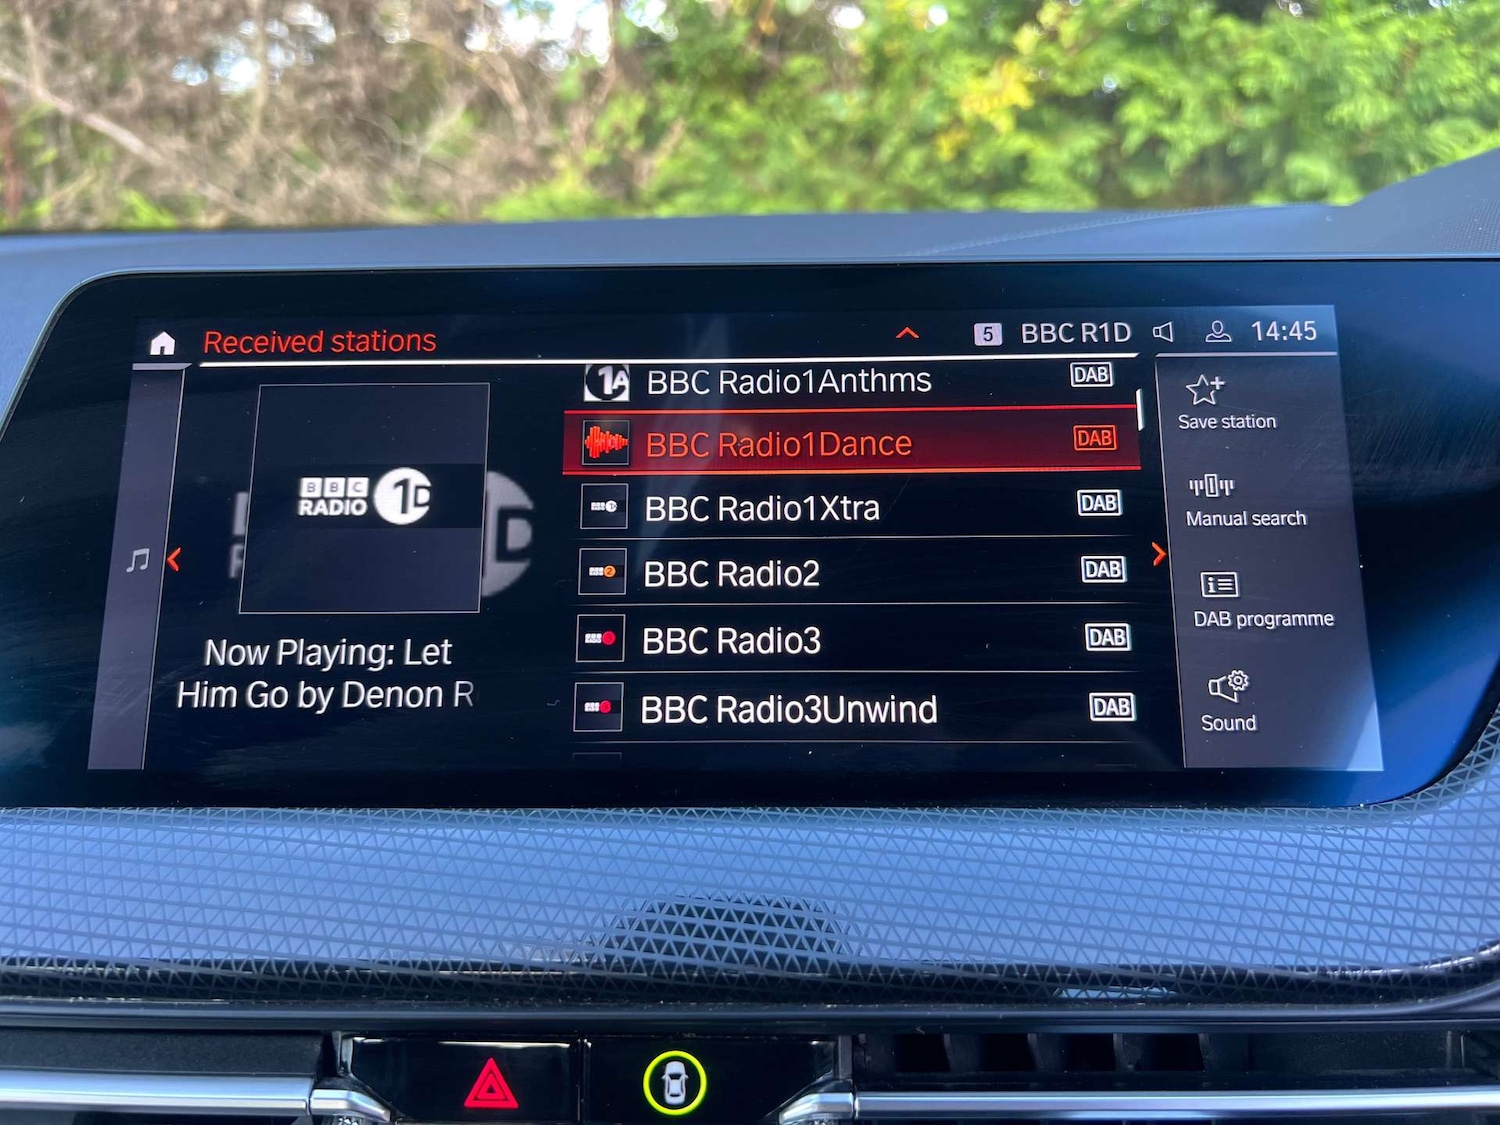 Received stations
5 BBC R1D 14:45
BBC
RADIO 1D
Now Playing: Let
Him Go by Denon R
1A BBC Radio1Anthms DAB
BBC Radio1Dance DAB
BBC Radio1Xtra DAB
2 BBC Radio2 DAB
BBC Radio3 DAB
BBC Radio3Unwind DAB
Save station
Manual search
DAB programme
Sound